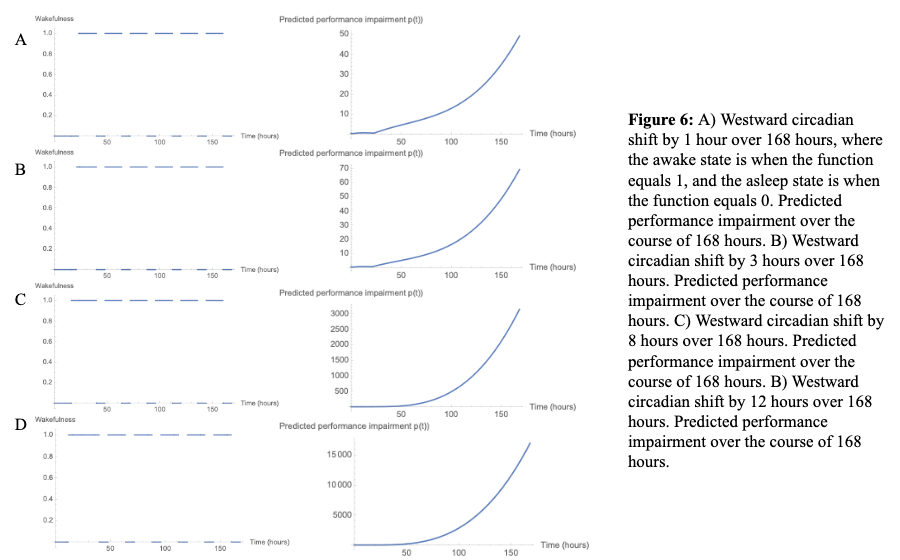 A
Wakefulness
1.0
0.8
0.6
0.4
0.2
50
100
150
Time (hours)
Predicted performance impairment p(t))
50
40
30
20
10
50
100
150
Time (hours)
B
Wakefulness
1.0
0.8
0.6
0.4
0.2
50
100
150
Time (hours)
Predicted performance impairment p(t))
70
60
50
40
30
20
10
50
100
150
Time (hours)
C
Wakefulness
1.0
0.8
0.6
0.4
0.2
50
100
150
Time (hours)
Predicted performance impairment p(t))
3000
2500
2000
1500
1000
500
50
100
150
Time (hours)
D
Wakefulness
1.0
0.8
0.6
0.4
0.2
50
100
150
Time (hours)
Predicted performance impairment p(t))
15 000
10 000
5000
50
100
150
Time (hours)
Figure 6: A) Westward circadian
shift by 1 hour over 168 hours, where
the awake state is when the function
equals 1, and the asleep state is when
the function equals 0. Predicted
performance impairment over the
course of 168 hours. B) Westward
circadian shift by 3 hours over 168
hours. Predicted performance
impairment over the course of 168
hours. C) Westward circadian shift by
8 hours over 168 hours. Predicted
performance impairment over the
course of 168 hours. B) Westward
circadian shift by 12 hours over 168
hours. Predicted performance
impairment over the course of 168
hours.